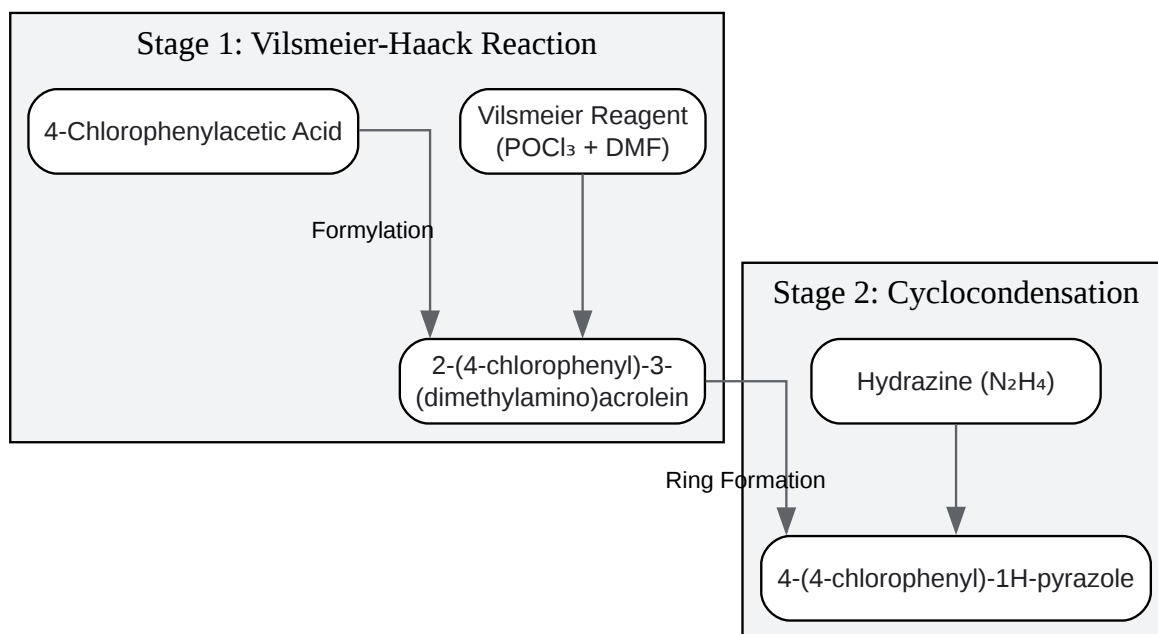 Stage 1: Vilsmeier-Haack Reaction
4-Chlorophenylacetic Acid
Vilsmeier Reagent
(POCl₃ + DMF)
Formylation
2-(4-chlorophenyl)-3-
(dimethylamino)acrolein
Stage 2: Cyclocondensation
Hydrazine (N₂H₄)
Ring Formation
4-(4-chlorophenyl)-1H-pyrazole